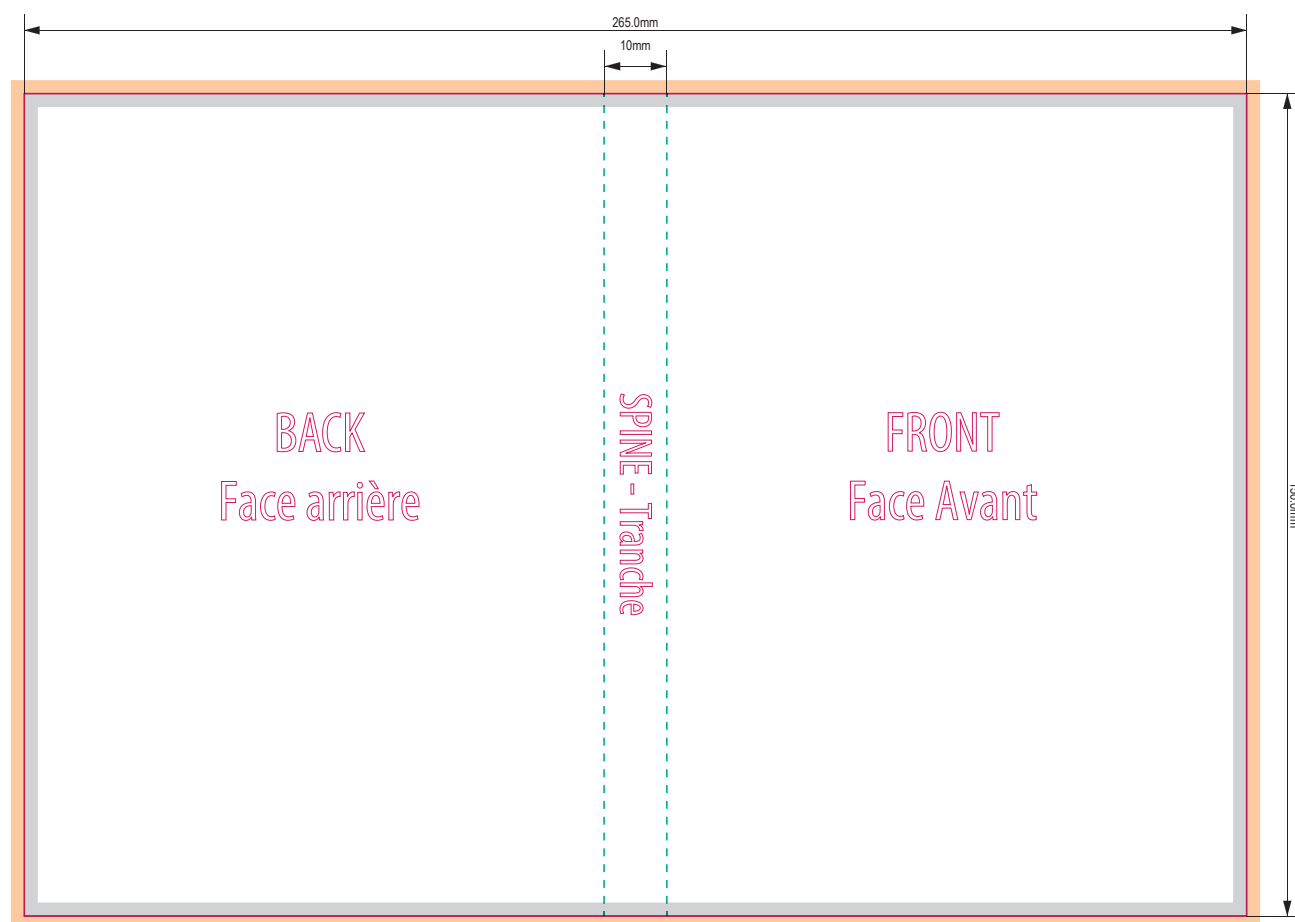 265.0mm
10mm
BACK
Face arrière
SPINE - Tranche
FRONT
Face Avant